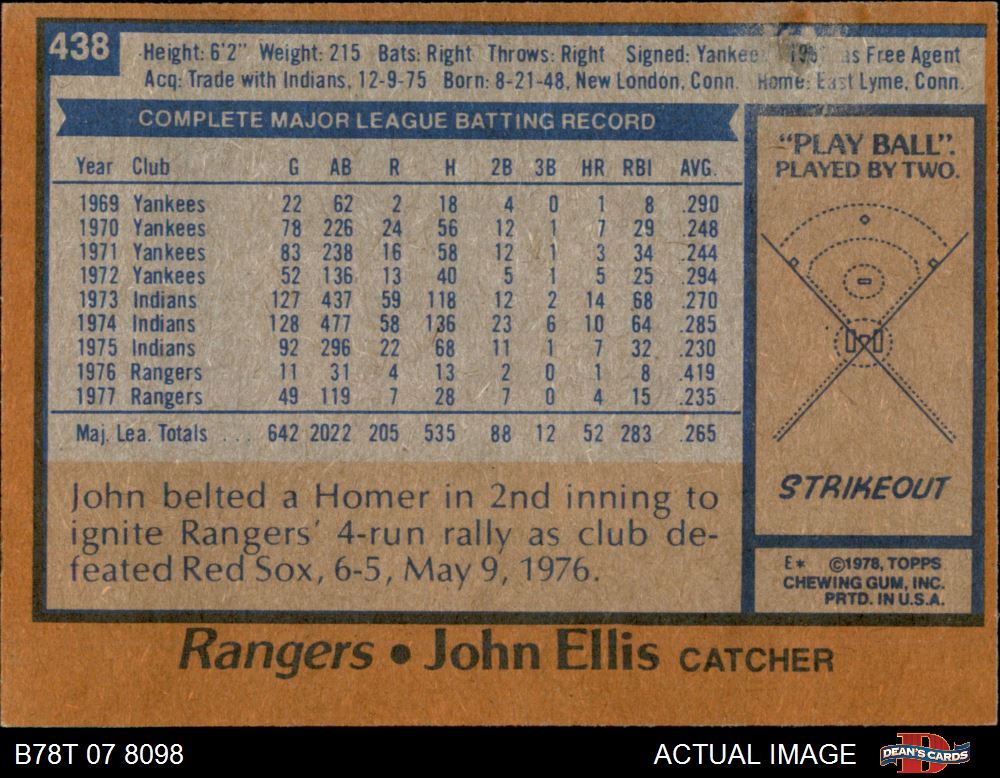 438
Height: 6'2" Weight: 215 Bats: Right Throws: Right Signed: Yankees as Free Agent
Acq: Trade with Indians, 12-9-75 Born: 8-21-48, New London, Conn. Home: East Lyme, Conn.
COMPLETE MAJOR LEAGUE BATTING RECORD
Year Club G AB R H 2B 3B HR RBI AVG.
1969 Yankees 22 62 2 18 4 0 1 8 .290
1970 Yankees 78 226 24 56 12 1 7 29 .248
1971 Yankees 83 238 16 58 12 1 3 34 .244
1972 Yankees 52 136 13 40 5 1 5 25 .294
1973 Indians 127 437 59 118 12 2 14 68 .270
1974 Indians 128 477 58 136 23 6 10 64 .285
1975 Indians 92 296 22 68 11 1 7 32 .230
1976 Rangers 11 31 4 13 2 0 1 8 .419
1977 Rangers 49 119 7 28 7 0 4 15 .235
Maj. Lea. Totals ... 642 2022 205 535 88 12 52 283 .265
John belted a Homer in 2nd inning to
ignite Rangers' 4-run rally as club de-
feated Red Sox, 6-5, May 9, 1976.
"PLAY BALL".
PLAYED BY TWO.
STRIKEOUT
E* ©1978, TOPPS
CHEWING GUM, INC.
PRTD. IN U.S.A.
Rangers • John Ellis CATCHER
B78T 07 8098
ACTUAL IMAGE
DEAN'S CARDS